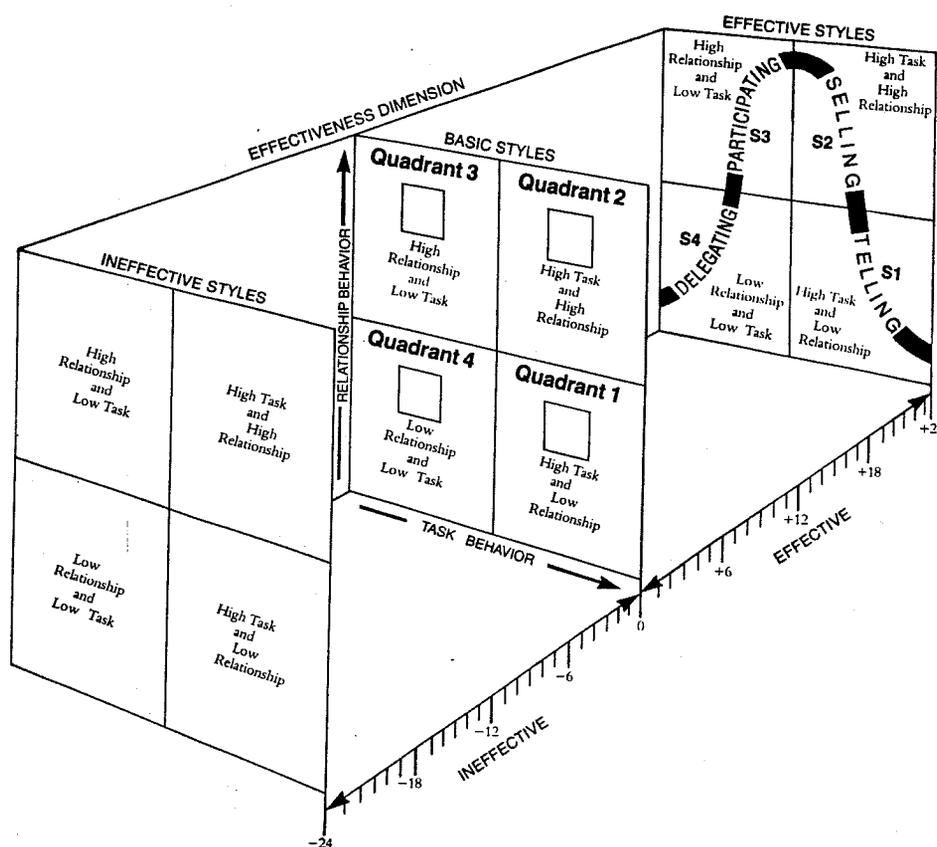 EFFECTIVE STYLES
High
Relationship
and
Low Task
High Task
and
High
Relationship
PARTICIPATING
S3
S2
SELLING
S4
DELEGATING
S1
TELLING
Low
Relationship
and
Low Task
High Task
and
Low
Relationship
EFFECTIVENESS DIMENSION
BASIC STYLES
Quadrant 3
High
Relationship
and
Low Task
Quadrant 2
High Task
and
High
Relationship
Quadrant 4
Low
Relationship
and
Low Task
Quadrant 1
High Task
and
Low
Relationship
RELATIONSHIP BEHAVIOR
TASK BEHAVIOR
INEFFECTIVE STYLES
High
Relationship
and
Low Task
High Task
and
High
Relationship
Low
Relationship
and
Low Task
High Task
and
Low
Relationship
+2
+18
+12
+6
EFFECTIVE
0
-6
-12
-18
-24
INEFFECTIVE